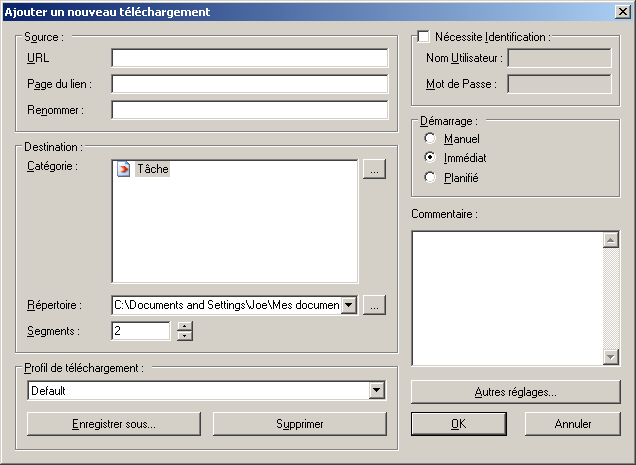 Ajouter un nouveau téléchargement
Source :
URL
Page du lien :
Renommer :
Destination :
Catégorie :
Tâche
...
Répertoire :
C:\Documents and Settings\Joe\Mes documen
...
Segments :
2
Profil de téléchargement :
Default
Enregistrer sous...
Supprimer
Nécessite Identification :
Nom Utilisateur :
Mot de Passe :
Démarrage :
Manuel
Immédiat
Planifié
Commentaire :
Autres réglages...
OK
Annuler